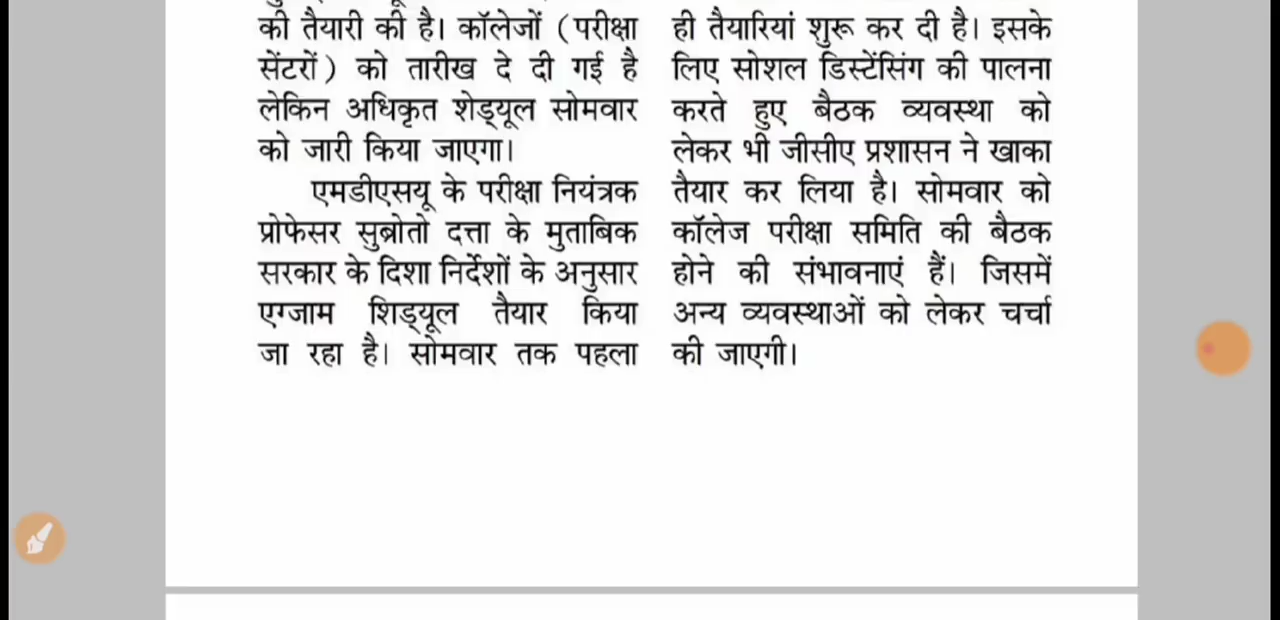 की तैयारी की है। कॉलेजों (परीक्षा
सेंटरों) को तारीख दे दी गई है
लेकिन अधिकृत शेड्यूल सोमवार
को जारी किया जाएगा।
एमडीएसयू के परीक्षा नियंत्रक
प्रोफेसर सुब्रोतो दत्ता के मुताबिक
सरकार के दिशा निर्देशों के अनुसार
एग्जाम शिड्यूल तैयार किया
जा रहा है। सोमवार तक पहला
ही तैयारियां शुरू कर दी है। इसके
लिए सोशल डिस्टेंसिंग की पालना
करते हुए बैठक व्यवस्था को
लेकर भी जीसीए प्रशासन ने खाका
तैयार कर लिया है। सोमवार को
कॉलेज परीक्षा समिति की बैठक
होने की संभावनाएं हैं। जिसमें
अन्य व्यवस्थाओं को लेकर चर्चा
की जाएगी।